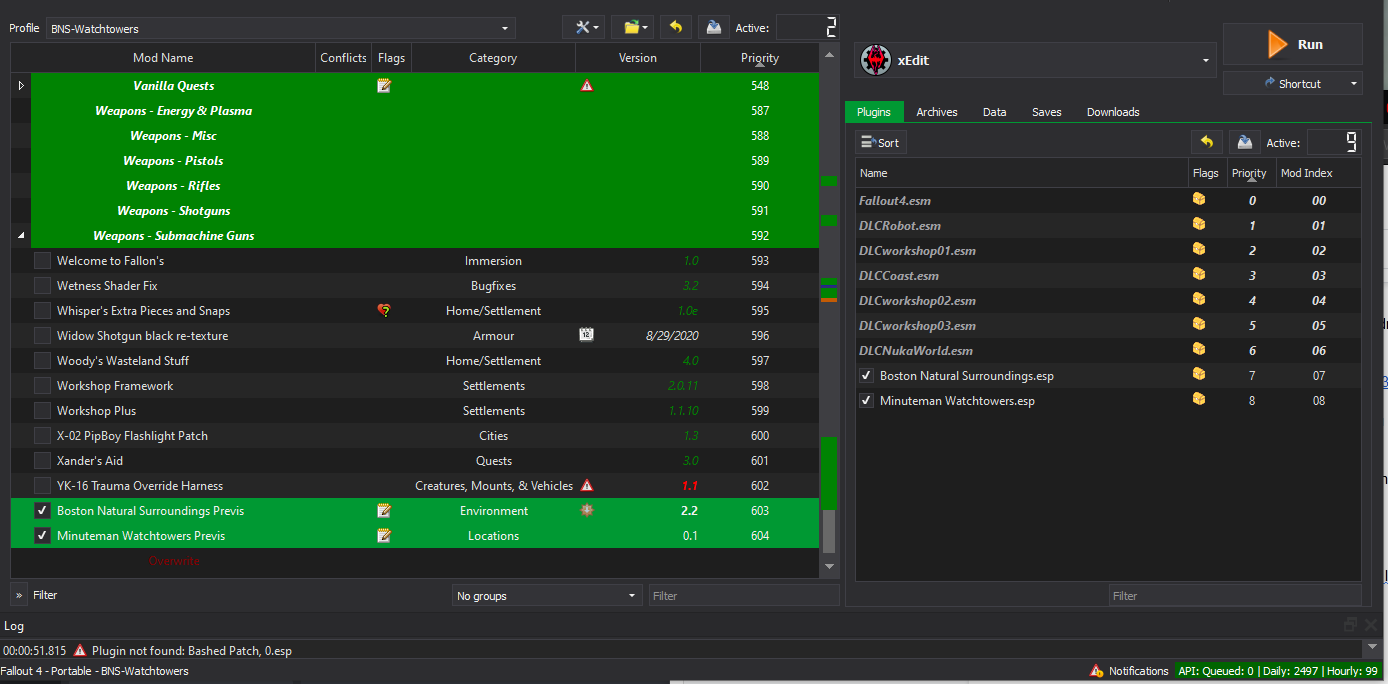 Profile BNS-Watchtowers Active: 2
Mod Name Conflicts Flags Category Version Priority
Vanilla Quests 548
Weapons - Energy & Plasma 587
Weapons - Misc 588
Weapons - Pistols 589
Weapons - Rifles 590
Weapons - Shotguns 591
Weapons - Submachine Guns 592
Welcome to Fallon's Immersion 1.0 593
Wetness Shader Fix Bugfixes 3.2 594
Whisper's Extra Pieces and Snaps Home/Settlement 1.0e 595
Widow Shotgun black re-texture Armour 12 8/29/2020 596
Woody's Wasteland Stuff Home/Settlement 4.0 597
Workshop Framework Settlements 2.0.11 598
Workshop Plus Settlements 1.1.10 599
X-02 PipBoy Flashlight Patch Cities 1.3 600
Xander's Aid Quests 3.0 601
YK-16 Trauma Override Harness Creatures, Mounts, & Vehicles 1.1 602
Boston Natural Surroundings Previs Environment 2.2 603
Minuteman Watchtowers Previs Locations 0.1 604
Overwrite
» Filter No groups Filter
xEdit Run
Shortcut
Plugins Archives Data Saves Downloads
Sort Active: 9
Name Flags Priority Mod Index
Fallout4.esm 0 00
DLCRobot.esm 1 01
DLCworkshop01.esm 2 02
DLCCoast.esm 3 03
DLCworkshop02.esm 4 04
DLCworkshop03.esm 5 05
DLCNukaWorld.esm 6 06
Boston Natural Surroundings.esp 7 07
Minuteman Watchtowers.esp 8 08
Filter
Log
00:00:51.815 Plugin not found: Bashed Patch, 0.esp
Fallout 4 - Portable - BNS-Watchtowers Notifications API: Queued: 0 | Daily: 2497 | Hourly: 99